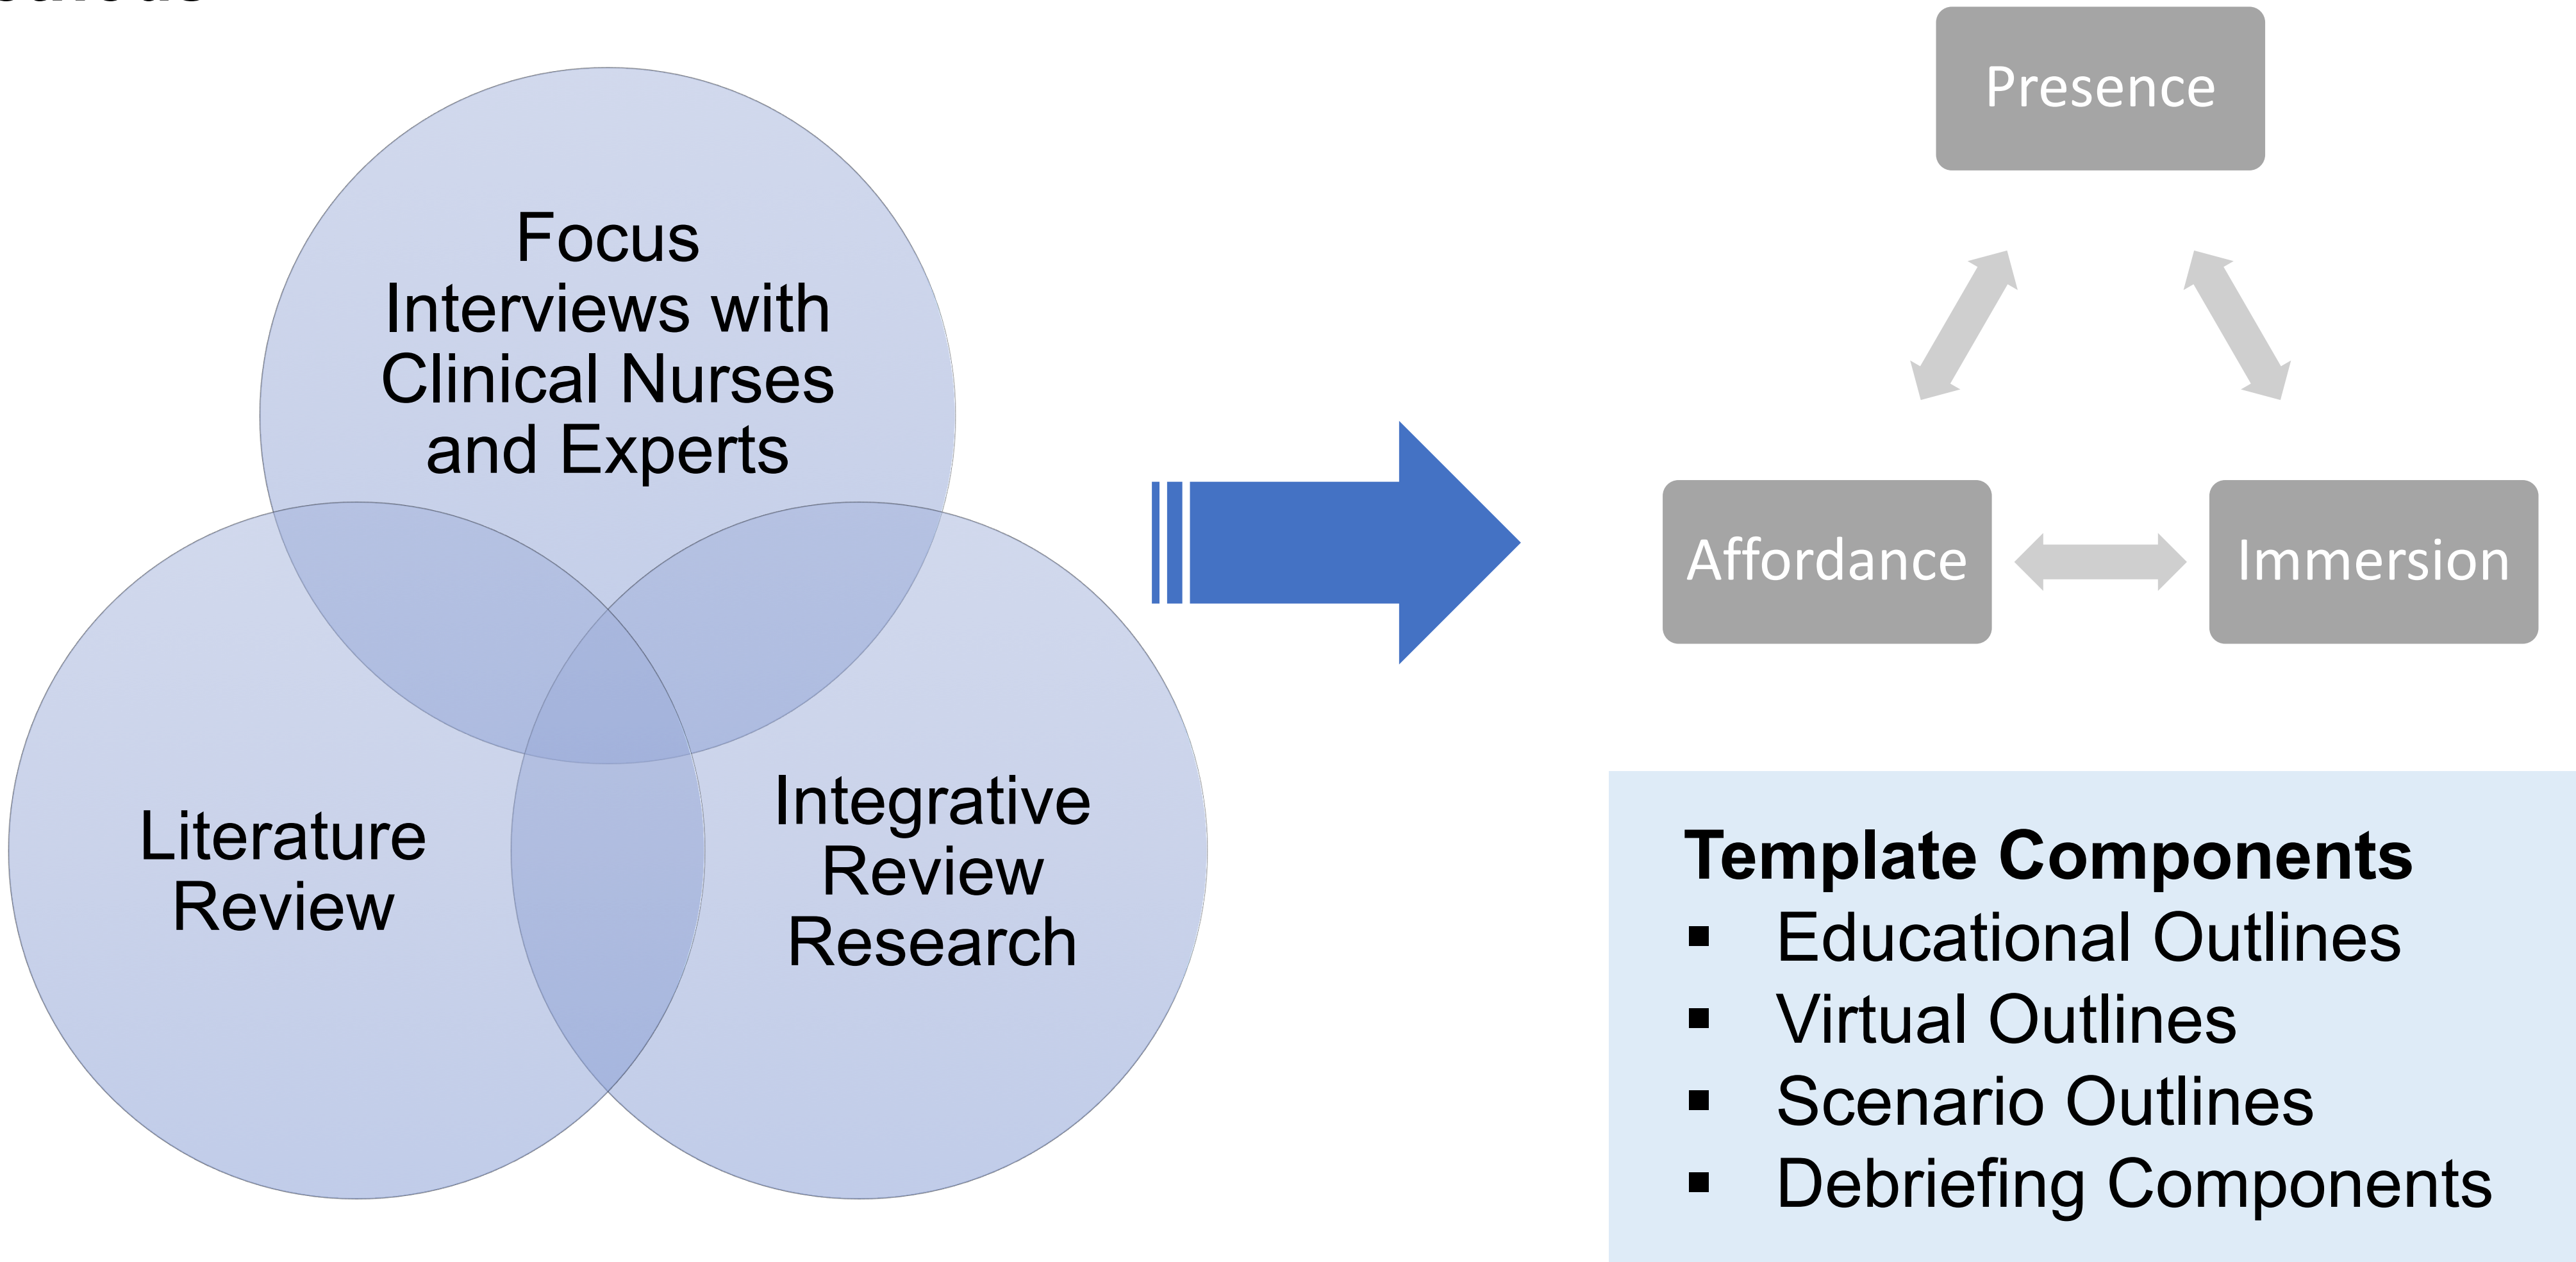 Focus
Interviews with
Clinical Nurses
and Experts
Literature
Review
Integrative
Review
Research
Presence
Affordance
Immersion
Template Components
▪ Educational Outlines
▪ Virtual Outlines
▪ Scenario Outlines
▪ Debriefing Components